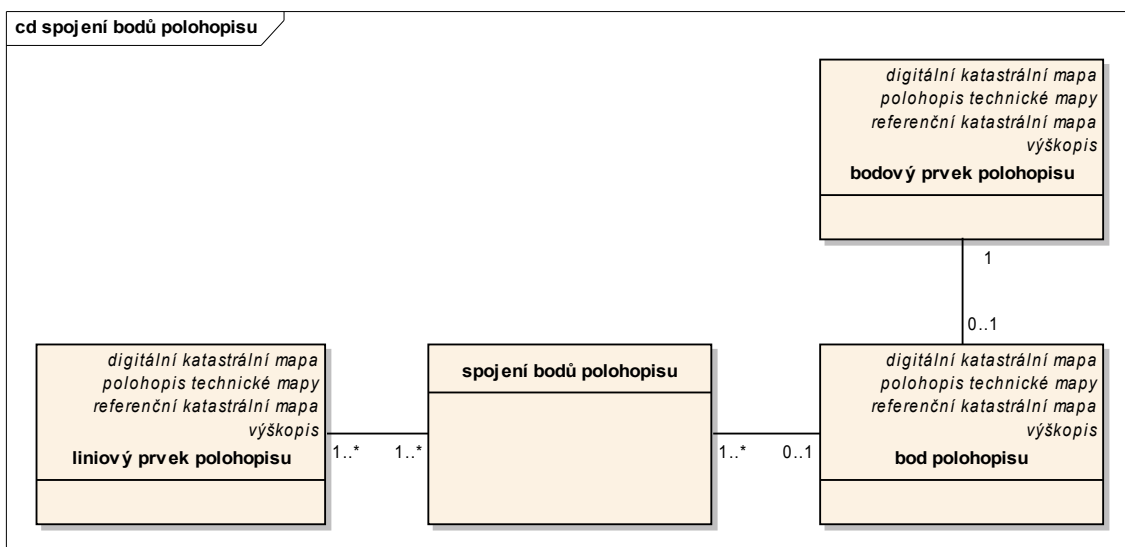 cd spojení bodů polohopisu
digitální katastrální mapa
polohopis technické mapy
referenční katastrální mapa
výškopis
bodový prvek polohopisu
1
0..1
digitální katastrální mapa
polohopis technické mapy
referenční katastrální mapa
výškopis
liniový prvek polohopisu
1..*
1..*
spojení bodů polohopisu
1..*
0..1
digitální katastrální mapa
polohopis technické mapy
referenční katastrální mapa
výškopis
bod polohopisu